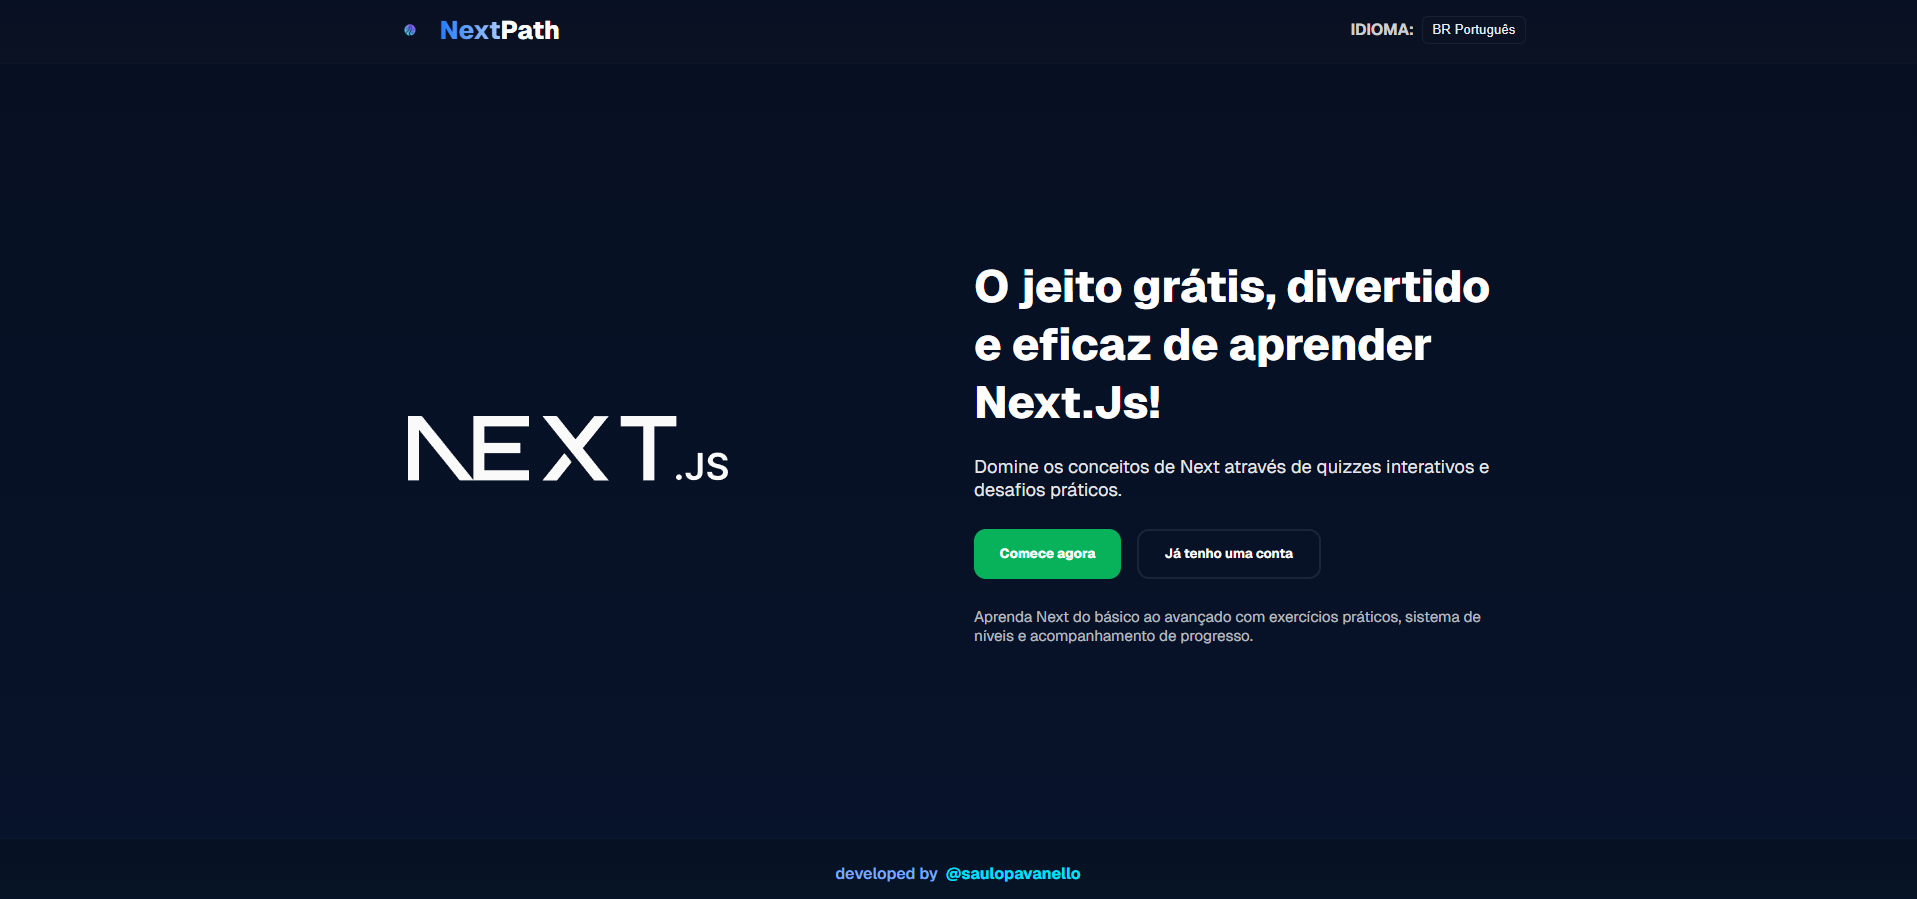 NextPath
IDIOMA: BR Português
NEXT.JS
O jeito grátis, divertido
e eficaz de aprender
Next.Js!
Domine os conceitos de Next através de quizzes interativos e
desafios práticos.
Comece agora
Já tenho uma conta
Aprenda Next do básico ao avançado com exercícios práticos, sistema de
níveis e acompanhamento de progresso.
developed by @saulopavanello